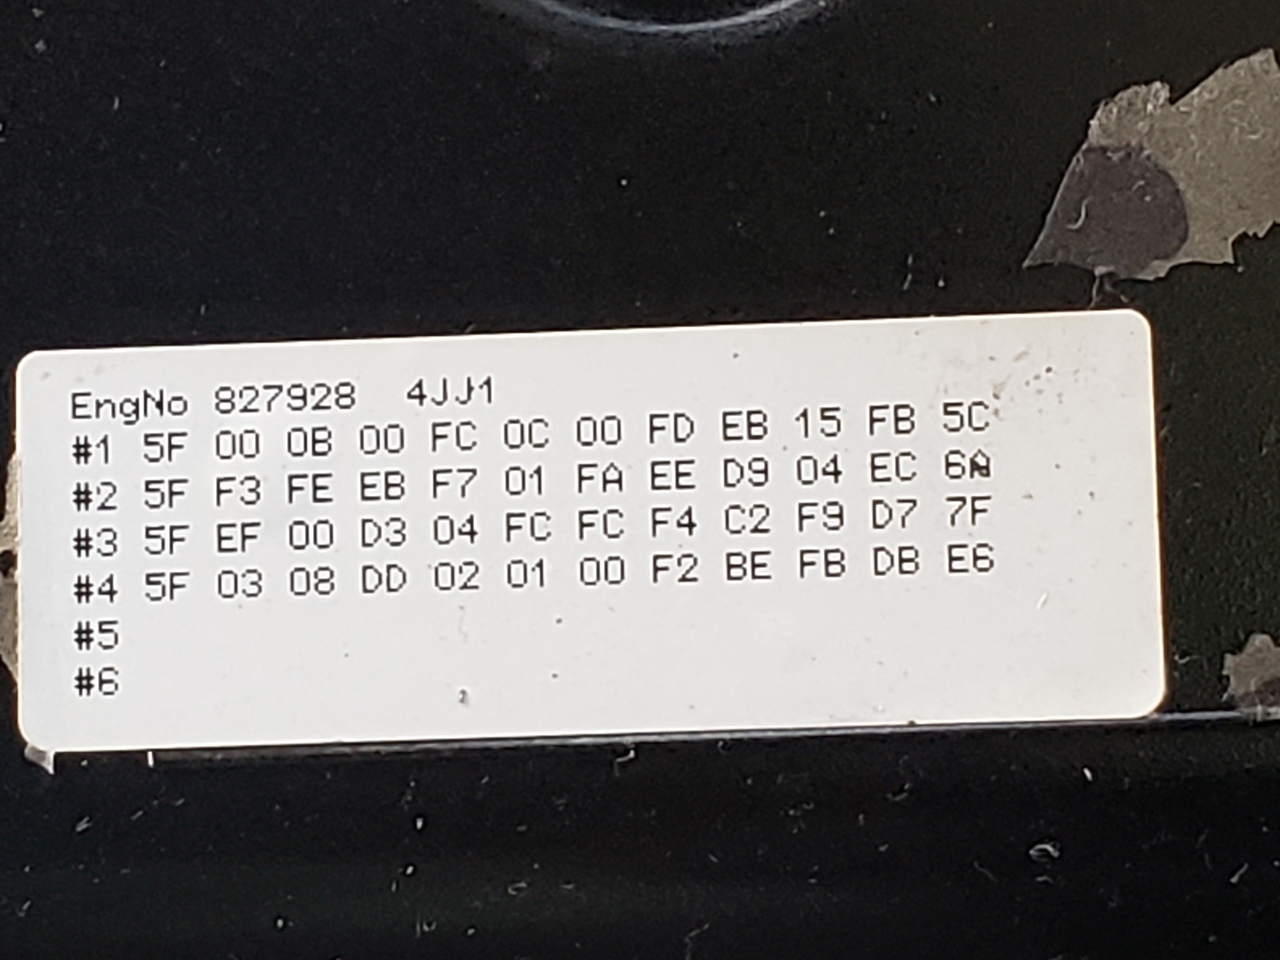 EngNo 827928 4JJ1
#1 5F 00 0B 00 FC 0C 00 FD EB 15 FB 5C
#2 5F F3 FE EB F7 01 FA EE D9 04 EC 6A
#3 5F EF 00 D3 04 FC FC F4 C2 F9 D7 7F
#4 5F 03 08 DD 02 01 00 F2 BE FB DB E6
#5
#6